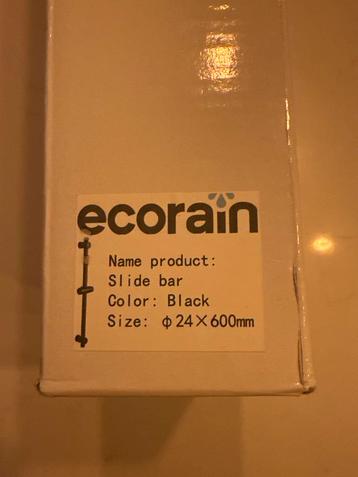 ecorain
Name product:
Slide bar
Color: Black
Size: φ24×600mm